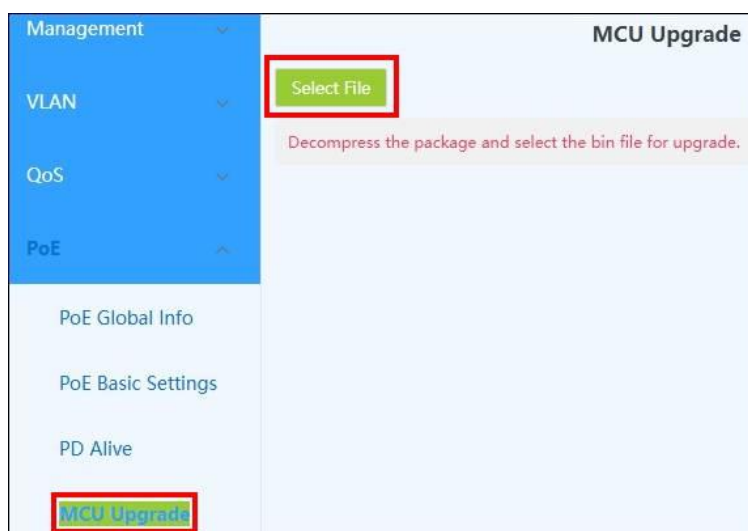 Management
MCU Upgrade
Select File
VLAN
Decompress the package and select the bin file for upgrade.
QoS
PoE
PoE Global Info
PoE Basic Settings
PD Alive
MCU Upgrade